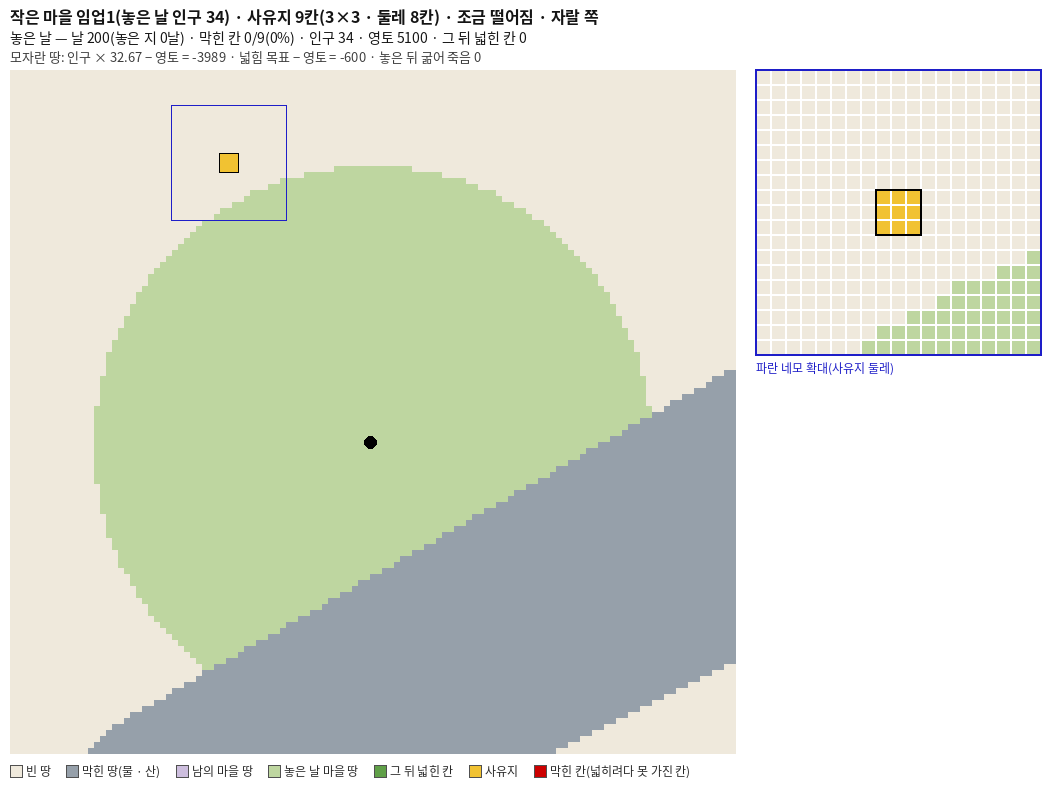 작은 마을 임업1(놓은 날 인구 34) · 사유지 9칸(3×3 · 둘레 8칸) · 조금 떨어짐 · 자랄 쪽
놓은 날 — 날 200(놓은 지 0날) · 막힌 칸 0/9(0%) · 인구 34 · 영토 5100 · 그 뒤 넓힌 칸 0
모자란 땅: 인구 × 32.67 − 영토 = -3989 · 넓힘 목표 − 영토 = -600 · 놓은 뒤 굶어 죽음 0
파란 네모 확대(사유지 둘레)
빈 땅
막힌 땅(물 · 산)
남의 마을 땅
놓은 날 마을 땅
그 뒤 넓힌 칸
사유지
막힌 칸(넓히려다 못 가진 칸)